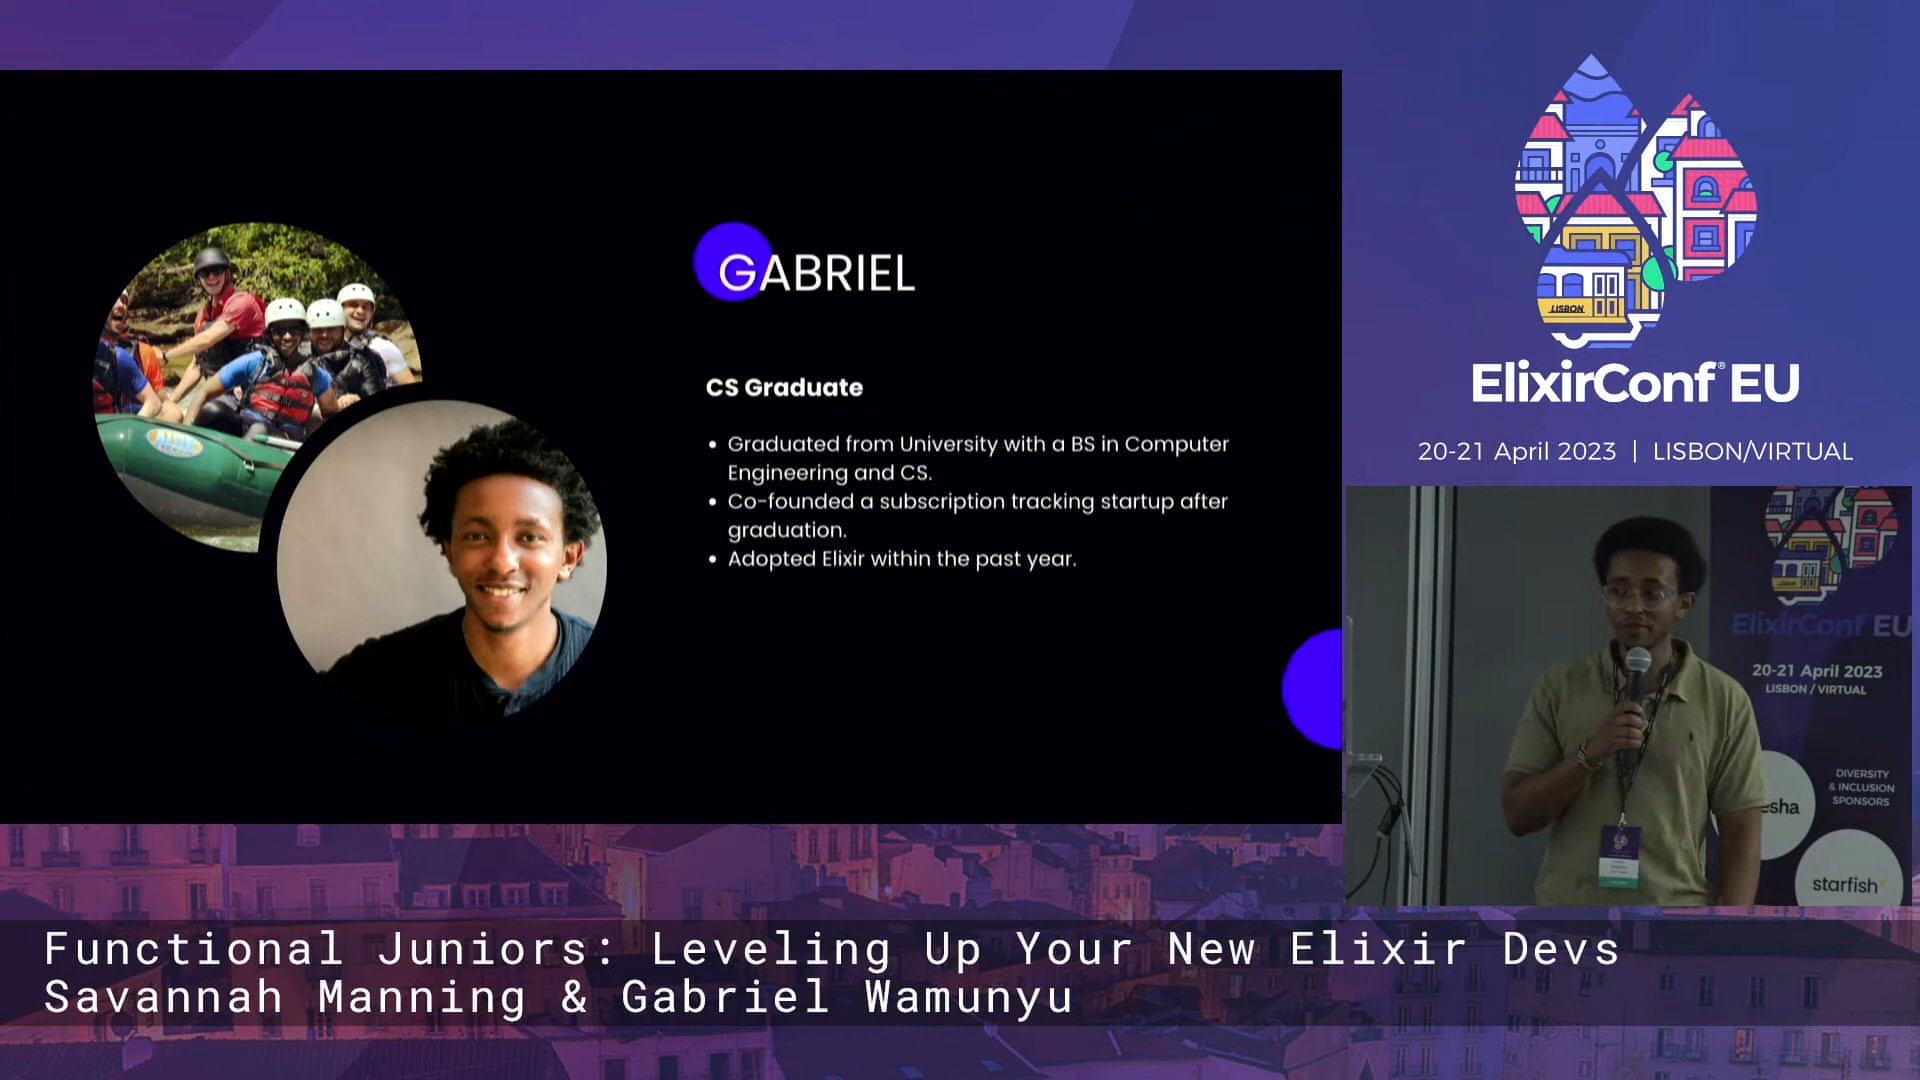 GABRIEL
CS Graduate
• Graduated from University with a BS in Computer
Engineering and CS.
• Co-founded a subscription tracking startup after
graduation.
• Adopted Elixir within the past year.
LISBON
ElixirConf® EU
20-21 April 2023 | LISBON/VIRTUAL
ElixirConf EU
20-21 April 2023
LISBON / VIRTUAL
DIVERSITY
& INCLUSION
SPONSORS
esha
starfish
Functional Juniors: Leveling Up Your New Elixir Devs
Savannah Manning & Gabriel Wamunyu